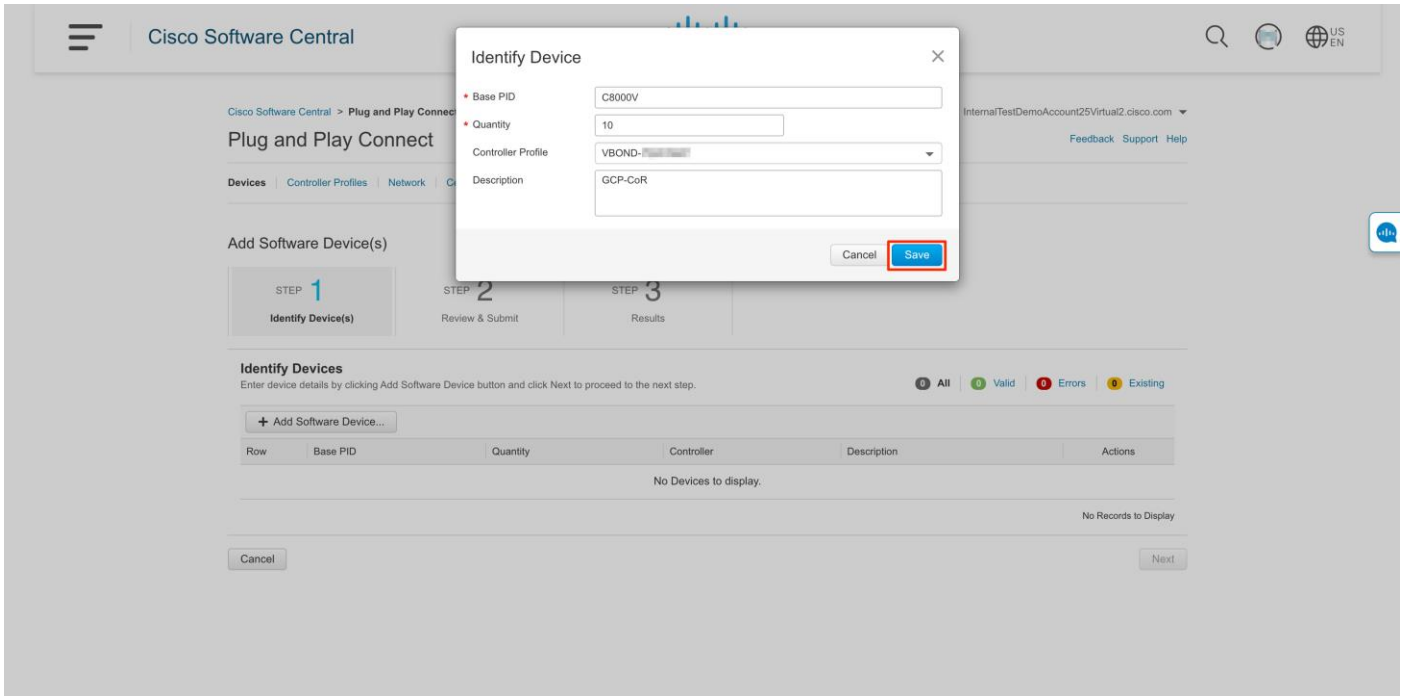 Cisco Software Central
US
EN
Identify Device
* Base PID
C8000V
* Quantity
10
Controller Profile
VBOND-
Description
GCP-CoR
Cancel
Save
Cisco Software Central > Plug and Play Connec
InternalTestDemoAccount25Virtual2.cisco.com
Plug and Play Connect
Feedback Support Help
Devices
Controller Profiles
Network
Add Software Device(s)
STEP 1
Identify Device(s)
STEP 2
Review & Submit
STEP 3
Results
Identify Devices
Enter device details by clicking Add Software Device button and click Next to proceed to the next step.
0 All
0 Valid
0 Errors
0 Existing
+ Add Software Device...
Row Base PID Quantity Controller Description Actions
No Devices to display.
No Records to Display
Cancel
Next